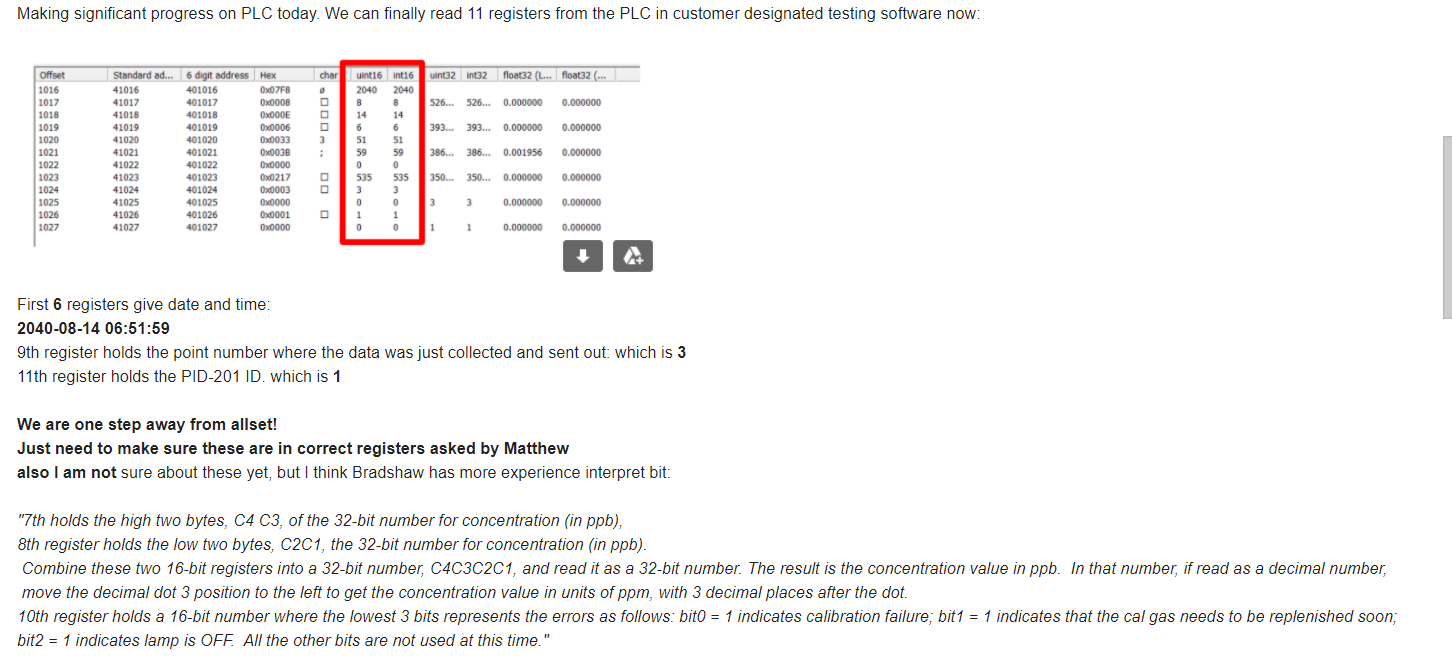 Making significant progress on PLC today. We can finally read 11 registers from the PLC in customer designated testing software now:
Offset Standard ad... 6 digit address Hex char uint16 int16 uint32 int32 float32 (L... float32 (...
1016 41016 401016 0x07F8 ø 2040 2040
1017 41017 401017 0x0008 □ 8 8 526... 526... 0.000000 0.000000
1018 41018 401018 0x000E □ 14 14
1019 41019 401019 0x0006 □ 6 6 393... 393... 0.000000 0.000000
1020 41020 401020 0x0033 3 51 51
1021 41021 401021 0x003B ; 59 59 386... 386... 0.001956 0.000000
1022 41022 401022 0x0000 0 0
1023 41023 401023 0x0217 □ 535 535 350... 350... 0.000000 0.000000
1024 41024 401024 0x0003 □ 3 3
1025 41025 401025 0x0000 0 0 3 3 0.000000 0.000000
1026 41026 401026 0x0001 □ 1 1
1027 41027 401027 0x0000 0 0 1 1 0.000000 0.000000
First 6 registers give date and time:
2040-08-14 06:51:59
9th register holds the point number where the data was just collected and sent out: which is 3
11th register holds the PID-201 ID. which is 1
We are one step away from allset!
Just need to make sure these are in correct registers asked by Matthew
also I am not sure about these yet, but I think Bradshaw has more experience interpret bit:
"7th holds the high two bytes, C4 C3, of the 32-bit number for concentration (in ppb),
8th register holds the low two bytes, C2C1, the 32-bit number for concentration (in ppb).
Combine these two 16-bit registers into a 32-bit number, C4C3C2C1, and read it as a 32-bit number. The result is the concentration value in ppb. In that number, if read as a decimal number,
move the decimal dot 3 position to the left to get the concentration value in units of ppm, with 3 decimal places after the dot.
10th register holds a 16-bit number where the lowest 3 bits represents the errors as follows: bit0 = 1 indicates calibration failure; bit1 = 1 indicates that the cal gas needs to be replenished soon;
bit2 = 1 indicates lamp is OFF. All the other bits are not used at this time."